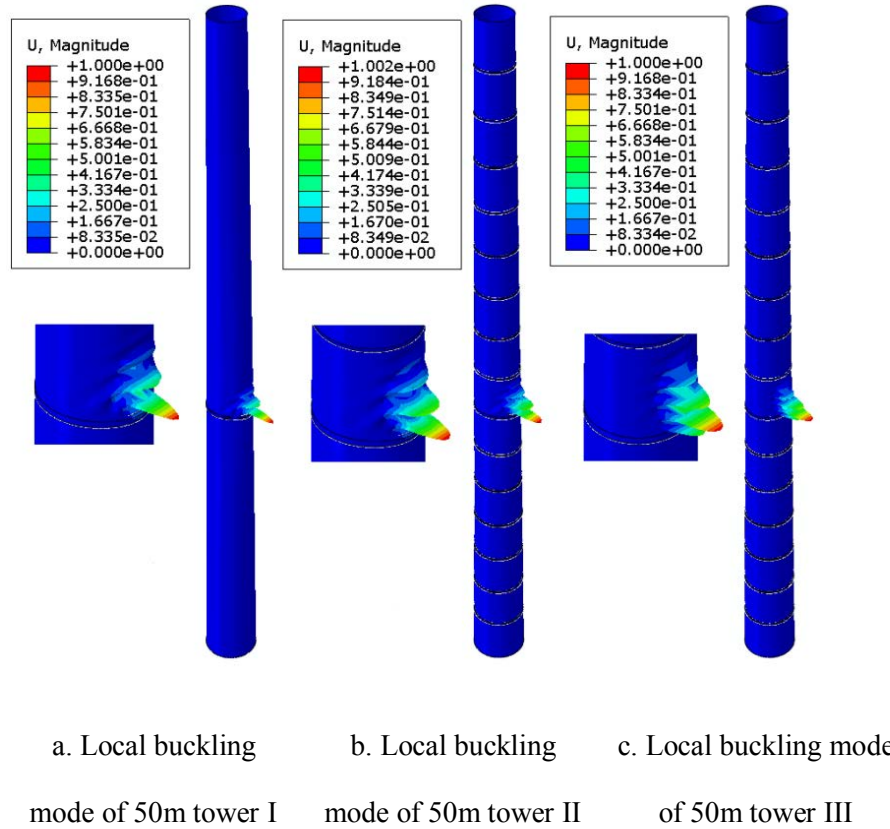 U, Magnitude
+1.000e+00
+9.168e-01
+8.335e-01
+7.501e-01
+6.668e-01
+5.834e-01
+5.001e-01
+4.167e-01
+3.334e-01
+2.500e-01
+1.667e-01
+8.335e-02
+0.000e+00
U, Magnitude
+1.002e+00
+9.184e-01
+8.349e-01
+7.514e-01
+6.679e-01
+5.844e-01
+5.009e-01
+4.174e-01
+3.339e-01
+2.505e-01
+1.670e-01
+8.349e-02
+0.000e+00
U, Magnitude
+1.000e+00
+9.168e-01
+8.334e-01
+7.501e-01
+6.668e-01
+5.834e-01
+5.001e-01
+4.167e-01
+3.334e-01
+2.500e-01
+1.667e-01
+8.334e-02
+0.000e+00
a. Local buckling
mode of 50m tower I
b. Local buckling
mode of 50m tower II
c. Local buckling mode
of 50m tower III